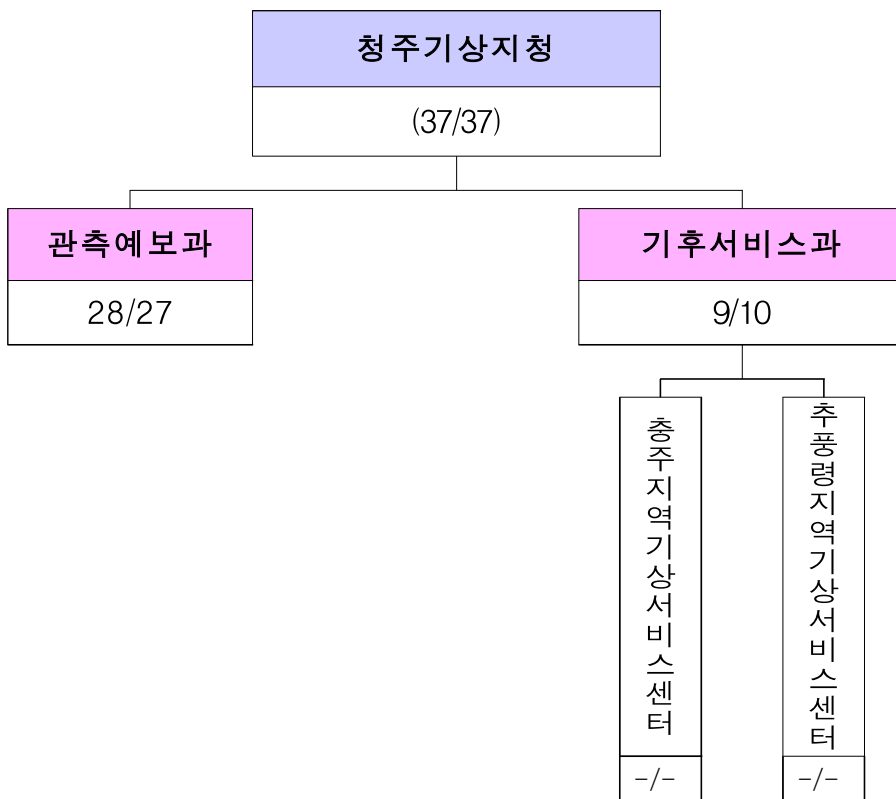 청주기상지청
(37/37)
관측예보과
28/27
기후서비스과
9/10
충주지역기상서비스센터
-/-
추풍령지역기상서비스센터
-/-